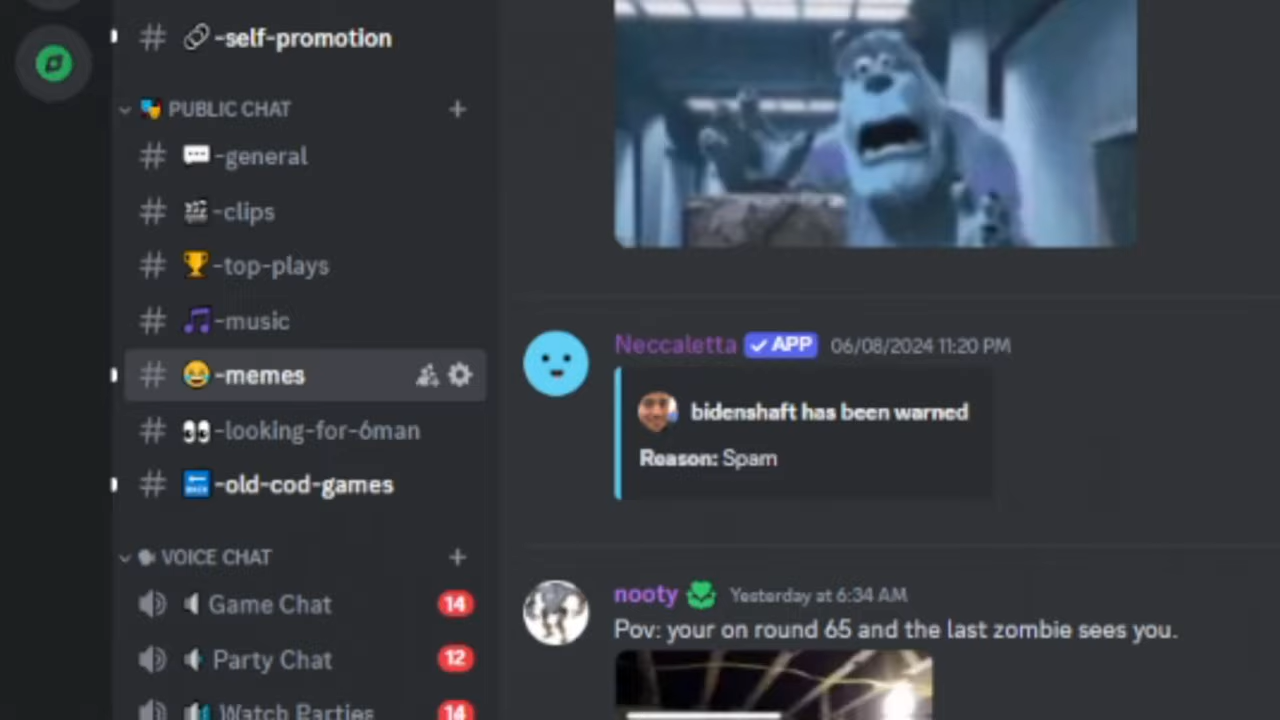 -self-promotion
PUBLIC CHAT
-general
-clips
-top-plays
-music
-memes
-looking-for-6man
-old-cod-games
VOICE CHAT
Game Chat 14
Party Chat 12
Watch Parties 14
Neccaletta ✓ APP 06/08/2024 11:20 PM
bidenshaft has been warned
Reason: Spam
nooty Yesterday at 6:34 AM
Pov: your on round 65 and the last zombie sees you.